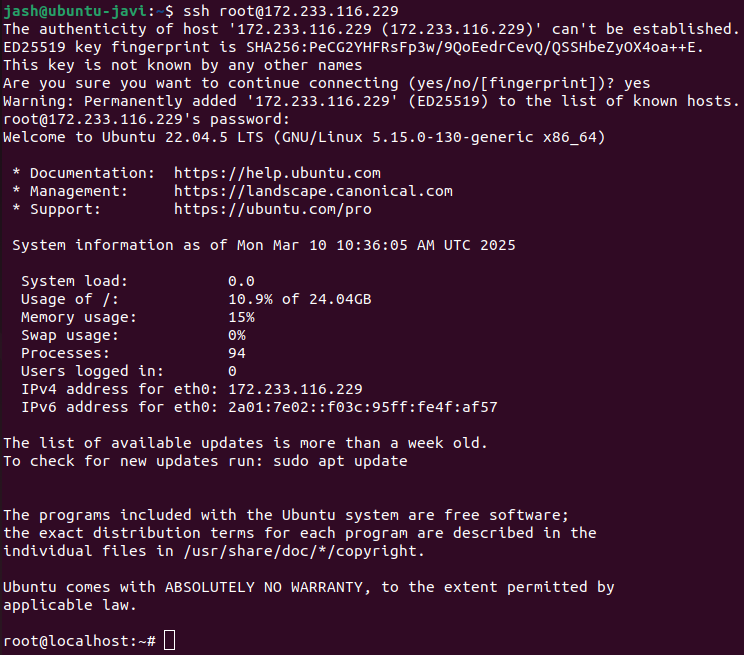 jash@ubuntu-javi:~$ ssh root@172.233.116.229
The authenticity of host '172.233.116.229 (172.233.116.229)' can't be established.
ED25519 key fingerprint is SHA256:PeCG2YHFRsFp3w/9QoEedrCevQ/QSSHbeZyOX4oa++E.
This key is not known by any other names
Are you sure you want to continue connecting (yes/no/[fingerprint])? yes
Warning: Permanently added '172.233.116.229' (ED25519) to the list of known hosts.
root@172.233.116.229's password:
Welcome to Ubuntu 22.04.5 LTS (GNU/Linux 5.15.0-130-generic x86_64)
 * Documentation:  https://help.ubuntu.com
 * Management:     https://landscape.canonical.com
 * Support:        https://ubuntu.com/pro
 System information as of Mon Mar 10 10:36:05 AM UTC 2025
  System load:           0.0
  Usage of /:            10.9% of 24.04GB
  Memory usage:          15%
  Swap usage:            0%
  Processes:             94
  Users logged in:       0
  IPv4 address for eth0: 172.233.116.229
  IPv6 address for eth0: 2a01:7e02::f03c:95ff:fe4f:af57
The list of available updates is more than a week old.
To check for new updates run: sudo apt update
The programs included with the Ubuntu system are free software;
the exact distribution terms for each program are described in the
individual files in /usr/share/doc/*/copyright.
Ubuntu comes with ABSOLUTELY NO WARRANTY, to the extent permitted by
applicable law.
root@localhost:~#